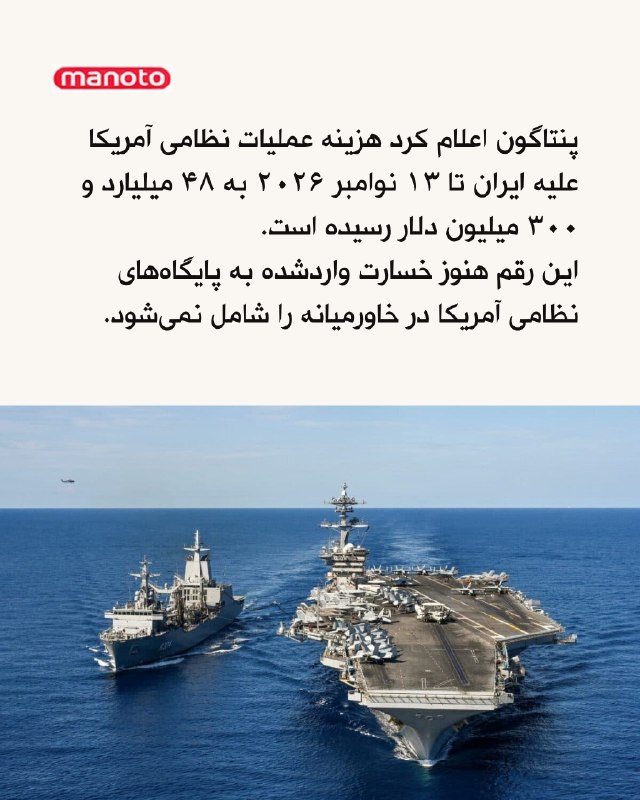 manoto
پنتاگون اعلام کرد هزینه عملیات نظامی آمریکا
علیه ایران تا ۱۳ نوامبر ۲۰۲۶ به ۴۸ میلیارد و
۳۰۰ میلیون دلار رسیده است.
این رقم هنوز خسارت واردشده به پایگاه‌های
نظامی آمریکا در خاورمیانه را شامل نمی‌شود.